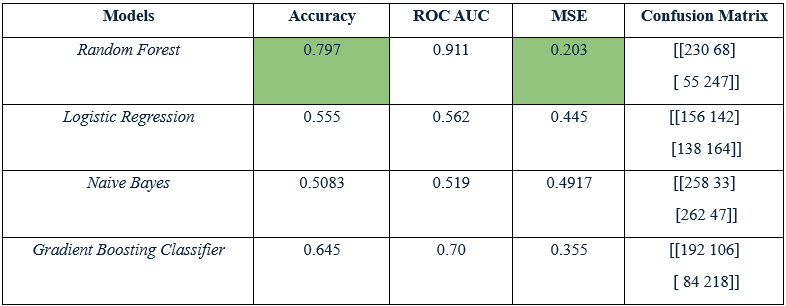 Models Accuracy ROC AUC MSE Confusion Matrix
Random Forest 0.797 0.911 0.203 [[230 68]
[ 55 247]]
Logistic Regression 0.555 0.562 0.445 [[156 142]
[138 164]]
Naive Bayes 0.5083 0.519 0.4917 [[258 33]
[262 47]]
Gradient Boosting Classifier 0.645 0.70 0.355 [[192 106]
[ 84 218]]